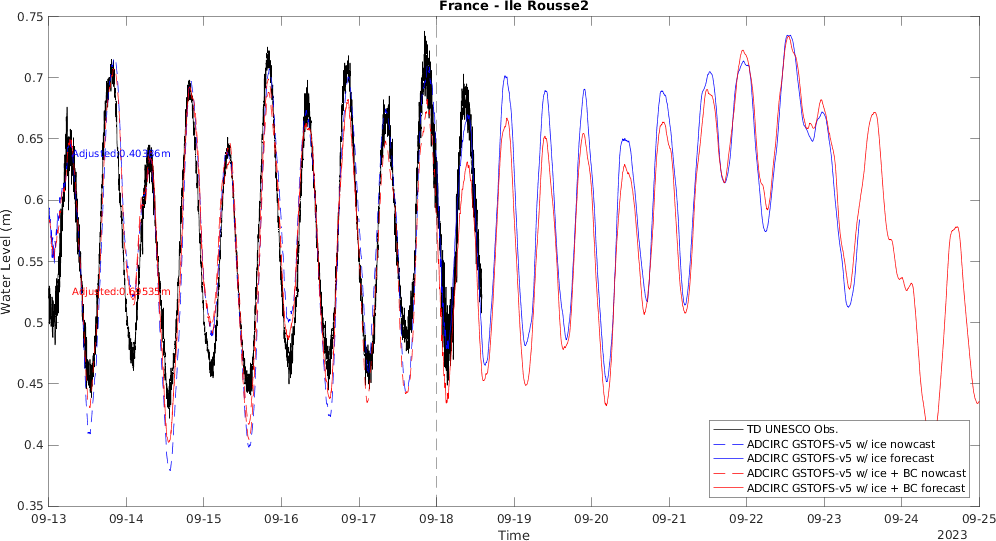 France - Ile Rousse2
Water Level (m)
0.75
0.7
0.65
0.6
0.55
0.5
0.45
0.4
0.35
Adjusted:0.40336m
TD UNESCO Obs.
ADCIRC GSTOFS-v5 w/ ice nowcast
ADCIRC GSTOFS-v5 w/ ice forecast
ADCIRC GSTOFS-v5 w/ ice + BC nowcast
ADCIRC GSTOFS-v5 w/ ice + BC forecast
09-13 09-14 09-15 09-16 09-17 09-18 09-19 09-20 09-21 09-22 09-23 09-24 09-25
Time
2023